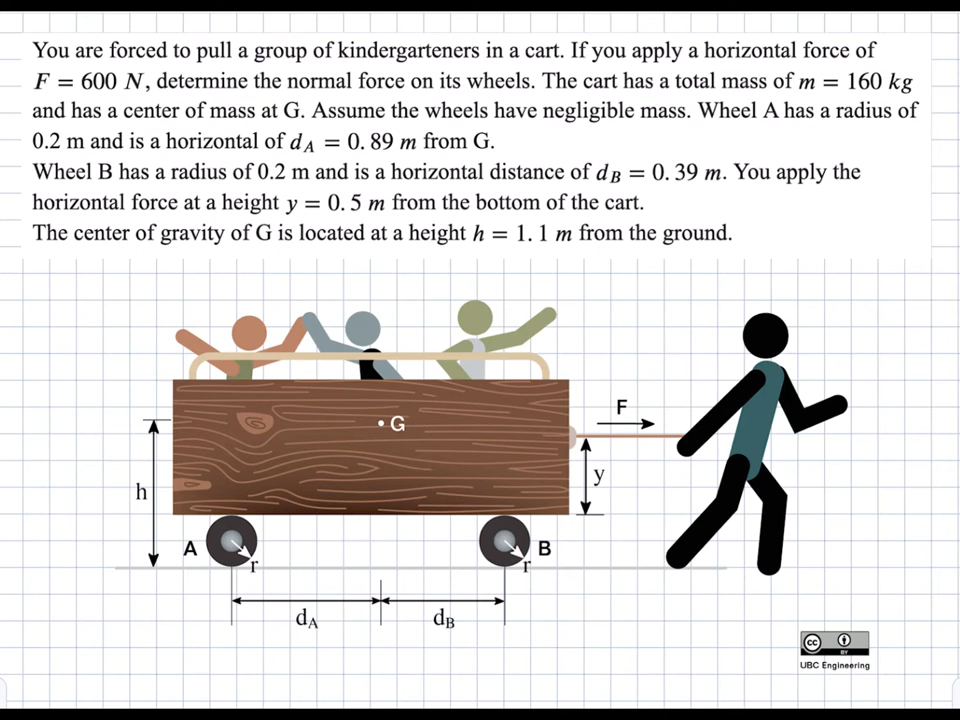 You are forced to pull a group of kindergarteners in a cart. If you apply a horizontal force of
F = 600 N, determine the normal force on its wheels. The cart has a total mass of m = 160 kg
and has a center of mass at G. Assume the wheels have negligible mass. Wheel A has a radius of
0.2 m and is a horizontal of d_A = 0.89 m from G.
Wheel B has a radius of 0.2 m and is a horizontal distance of d_B = 0.39 m. You apply the
horizontal force at a height y = 0.5 m from the bottom of the cart.
The center of gravity of G is located at a height h = 1.1 m from the ground.
F
G
y
h
A
r
B
r
d_A
d_B
cc
BY
UBC Engineering